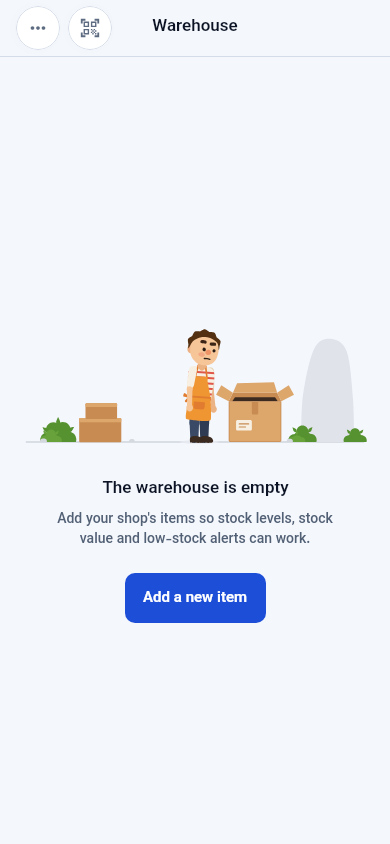 Warehouse
The warehouse is empty
Add your shop's items so stock levels, stock
value and low-stock alerts can work.
Add a new item